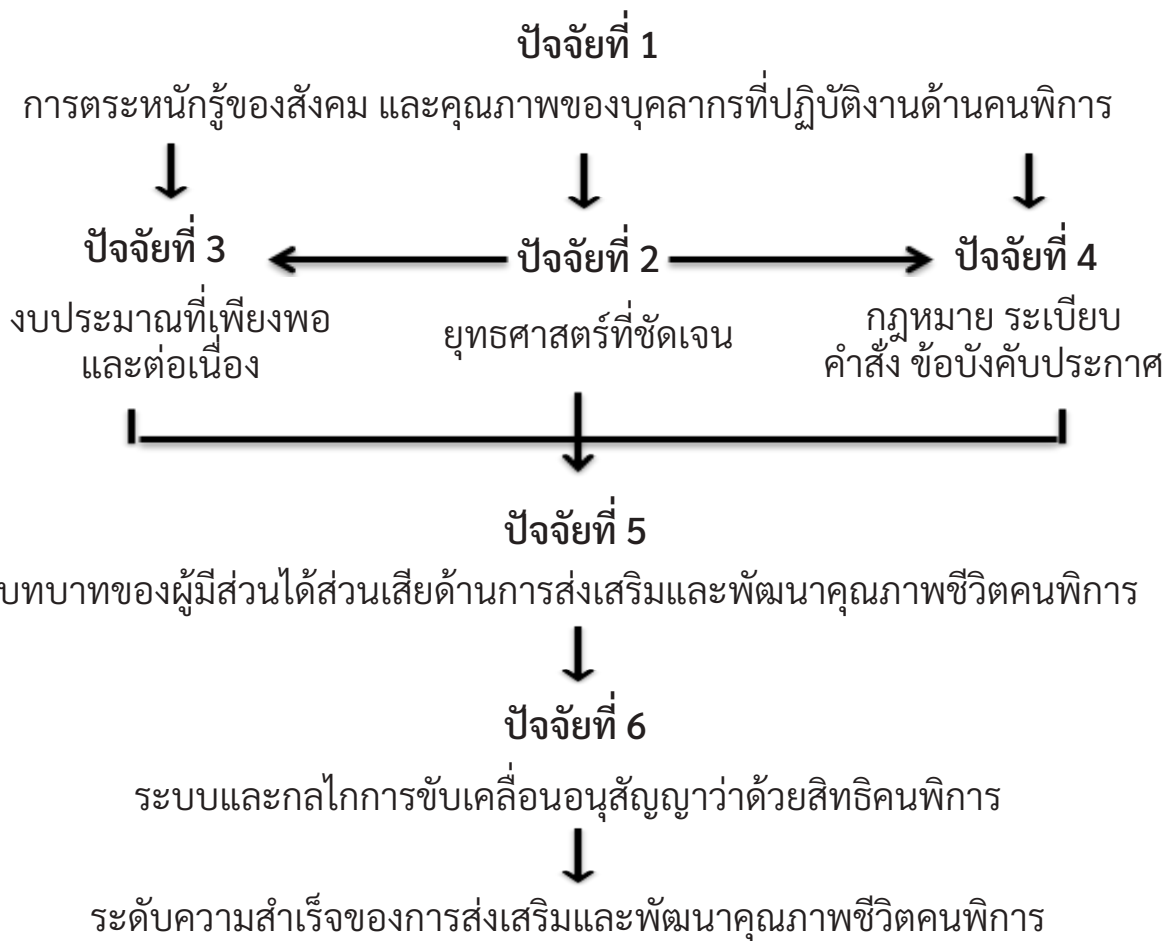 ปัจจัยที่ 1
การตระหนักรู้ของสังคม และคุณภาพของบุคลากรที่ปฏิบัติงานด้านคนพิการ
ปัจจัยที่ 3
งบประมาณที่เพียงพอ
และต่อเนื่อง
ปัจจัยที่ 2
ยุทธศาสตร์ที่ชัดเจน
ปัจจัยที่ 4
กฎหมาย ระเบียบ
คำสั่ง ข้อบังคับประกาศ
ปัจจัยที่ 5
บทบาทของผู้มีส่วนได้ส่วนเสียด้านการส่งเสริมและพัฒนาคุณภาพชีวิตคนพิการ
ปัจจัยที่ 6
ระบบและกลไกการขับเคลื่อนอนุสัญญาว่าด้วยสิทธิคนพิการ
ระดับความสำเร็จของการส่งเสริมและพัฒนาคุณภาพชีวิตคนพิการ